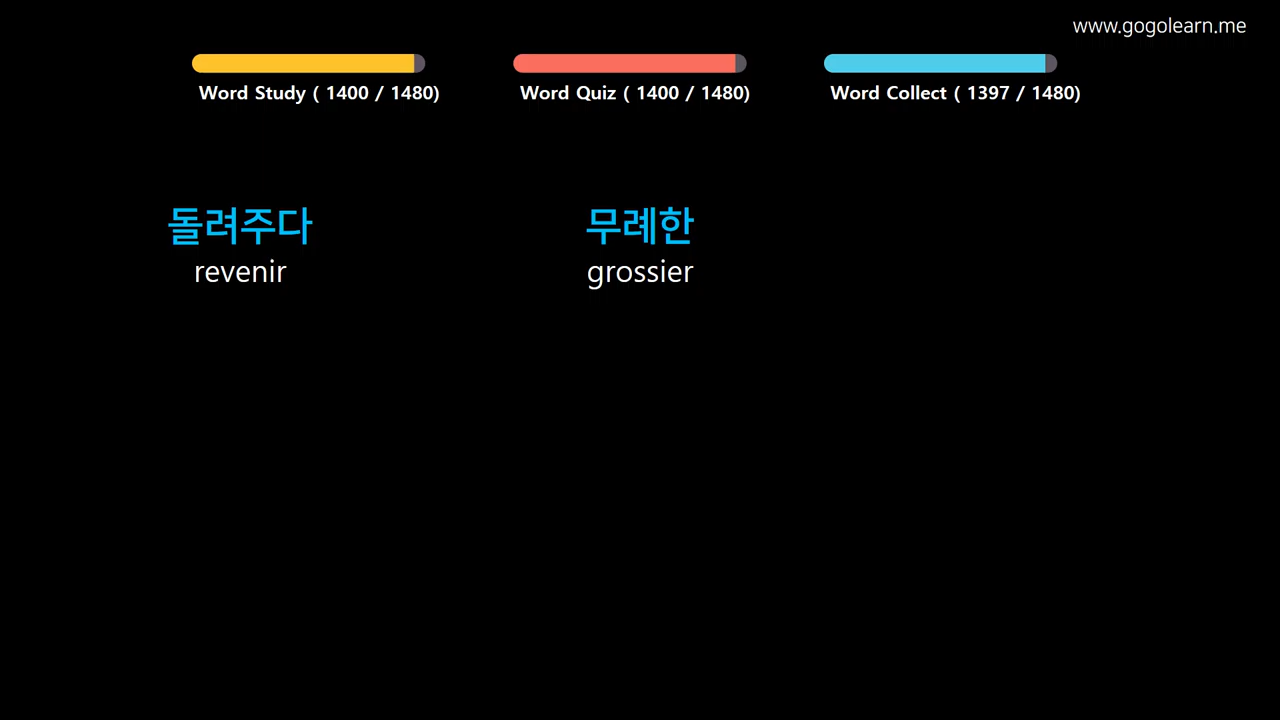 www.gogolearn.me
Word Study ( 1400 / 1480)
Word Quiz ( 1400 / 1480)
Word Collect ( 1397 / 1480)
돌려주다
revenir
무례한
grossier